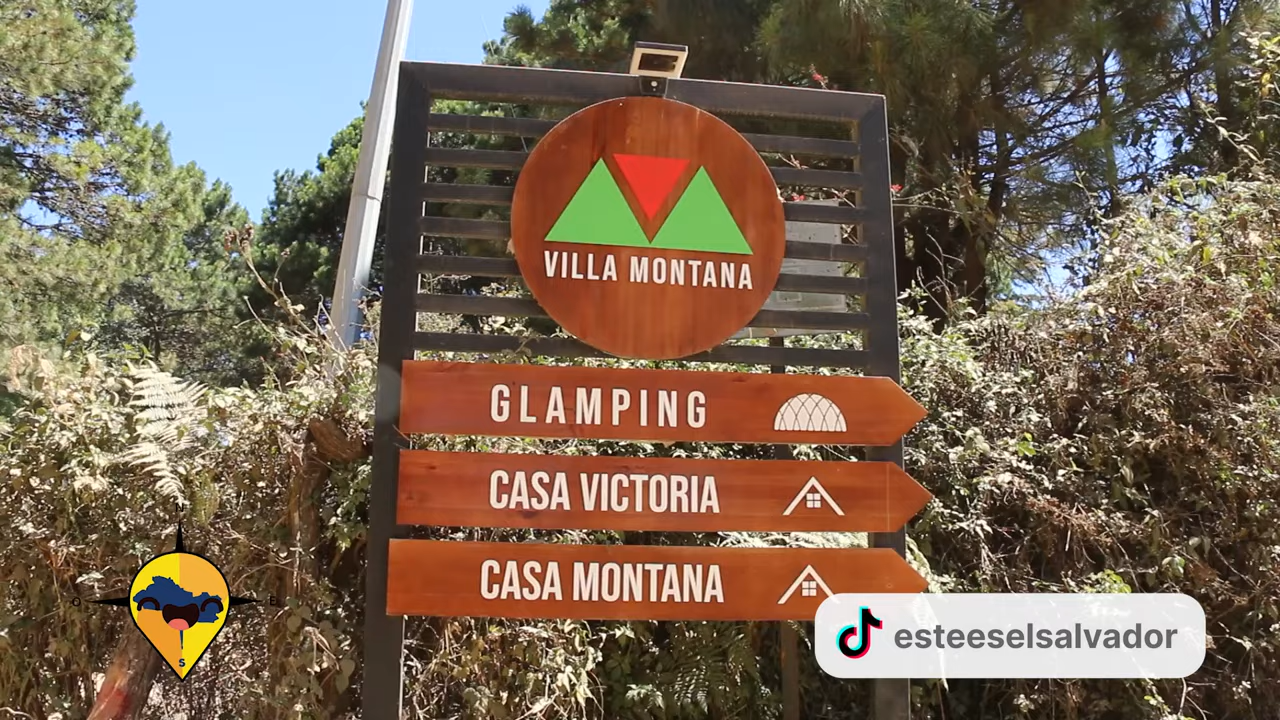 VILLA MONTANA
GLAMPING
CASA VICTORIA
CASA MONTANA
N
O
E
S
esteeselsalvador